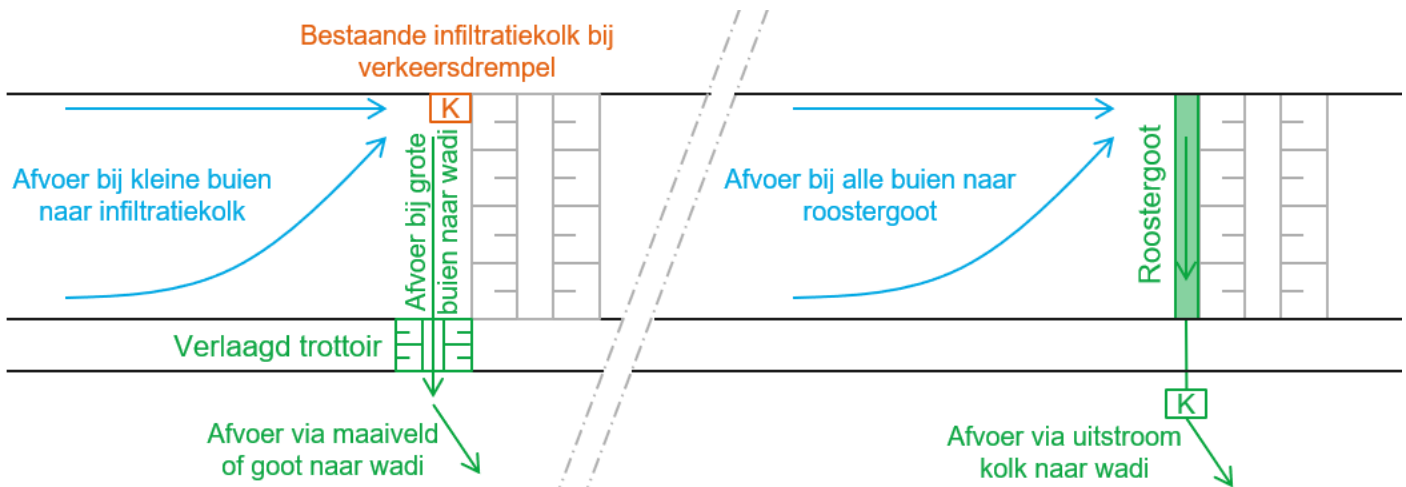 Bestaande infiltratiekolk bij
verkeersdrempel
K
Afvoer bij kleine buien
naar infiltratiekolk
Afvoer bij grote
buien naar wadi
Verlaagd trottoir
Afvoer via maaiveld
of goot naar wadi
Afvoer bij alle buien naar
roostergoot
Roostergoot
K
Afvoer via uitstroom
kolk naar wadi